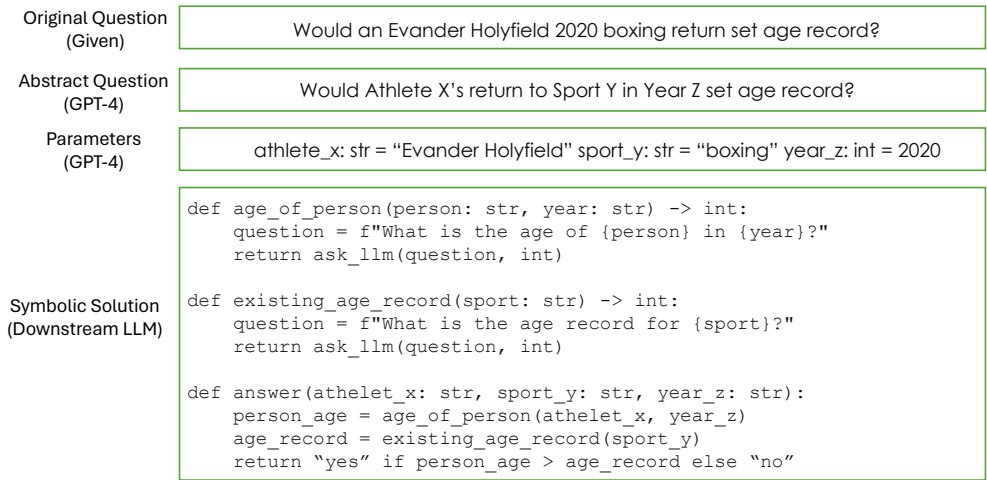 Original Question
(Given)
Would an Evander Holyfield 2020 boxing return set age record?
Abstract Question
(GPT-4)
Would Athlete X's return to Sport Y in Year Z set age record?
Parameters
(GPT-4)
athlete_x: str = “Evander Holyfield” sport_y: str = “boxing” year_z: int = 2020
Symbolic Solution
(Downstream LLM)
def age_of_person(person: str, year: str) -> int:
    question = f"What is the age of {person} in {year}?"
    return ask_llm(question, int)
def existing_age_record(sport: str) -> int:
    question = f"What is the age record for {sport}?"
    return ask_llm(question, int)
def answer(athelet_x: str, sport_y: str, year_z: str):
    person_age = age_of_person(athelet_x, year_z)
    age_record = existing_age_record(sport_y)
    return “yes” if person_age > age_record else “no”